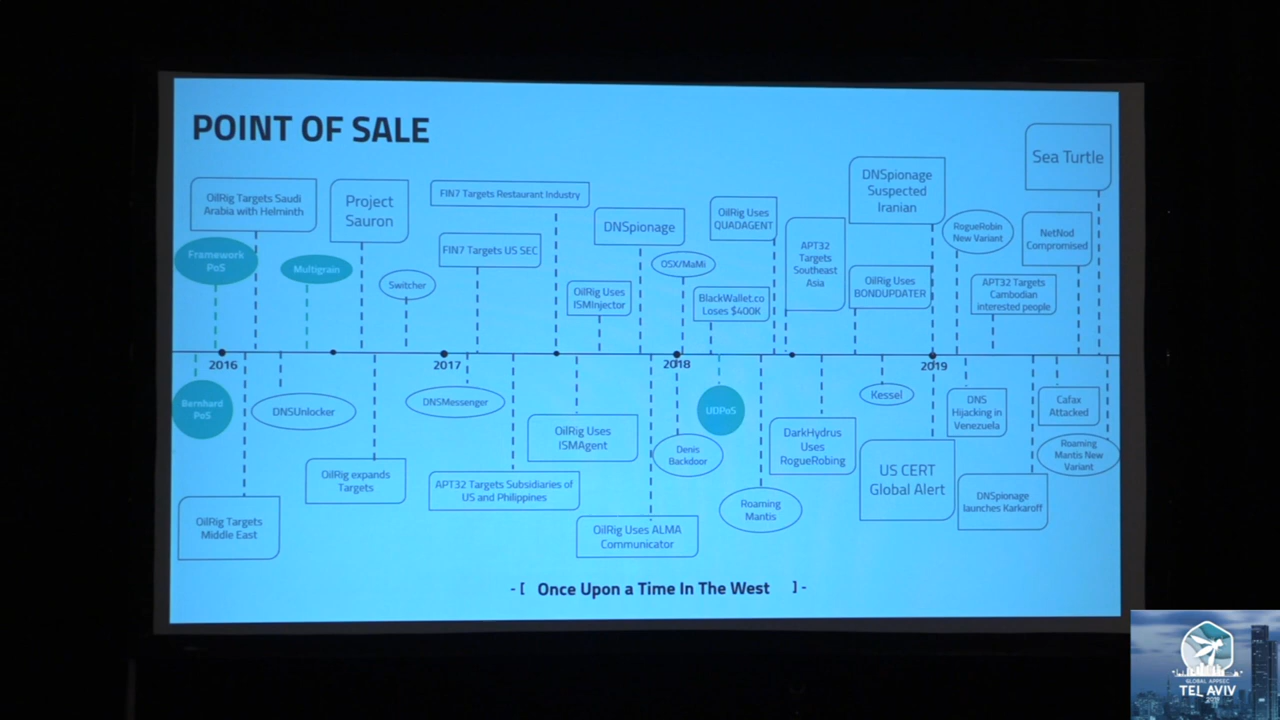 POINT OF SALE
OilRig Targets Saudi
Arabia with Helminth
Project
Sauron
FIN7 Targets Restaurant Industry
FIN7 Targets US SEC
DNSpionage
OilRig Uses
QUADAGENT
APT32
Targets
Southeast
Asia
DNSpionage
Suspected
Iranian
Sea Turtle
RogueRobin
New Variant
NetNod
Compromised
Framework
PoS
Multigrain
Switcher
OilRig Uses
ISMInjector
OSX/MaMi
BlackWallet.co
Loses $400K
OilRig Uses
BONDUPDATER
APT32 Targets
Cambodian
interested people
2016
2017
2018
2019
Bernhard
PoS
DNSUnlocker
DNSMessenger
UDPoS
Kessel
DNS
Hijacking in
Venezuela
Cafax
Attacked
OilRig Uses
ISMAgent
Denis
Backdoor
DarkHydrus
Uses
RogueRobing
US CERT
Global Alert
Roaming
Mantis New
Variant
OilRig expands
Targets
APT32 Targets Subsidiaries of
US and Philippines
Roaming
Mantis
DNSpionage
launches Karkaroff
OilRig Targets
Middle East
OilRig Uses ALMA
Communicator
-[ Once Upon a Time In The West ]-
GLOBAL APPSEC
TEL AVIV
2019